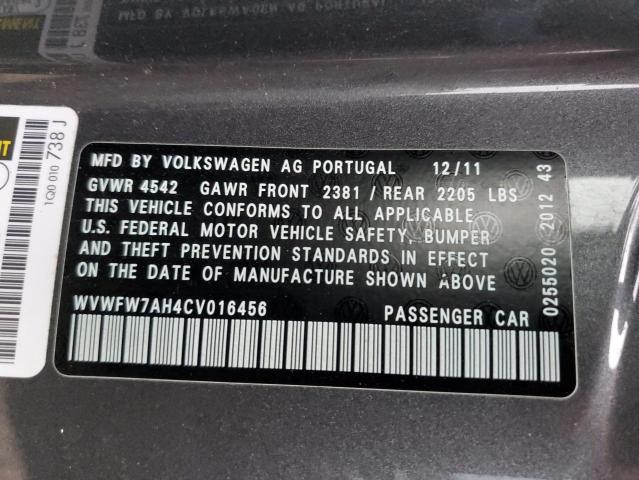 MFD BY VOLKSWAGEN AG PORTUGAL 12/11
GVWR 4542 GAWR FRONT 2381 / REAR 2205 LBS
THIS VEHICLE CONFORMS TO ALL APPLICABLE
U.S. FEDERAL MOTOR VEHICLE SAFETY, BUMPER
AND THEFT PREVENTION STANDARDS IN EFFECT
ON THE DATE OF MANUFACTURE SHOWN ABOVE
WVWFW7AH4CV016456 PASSENGER CAR
0255020 2012 43
1Q0 010 738 J